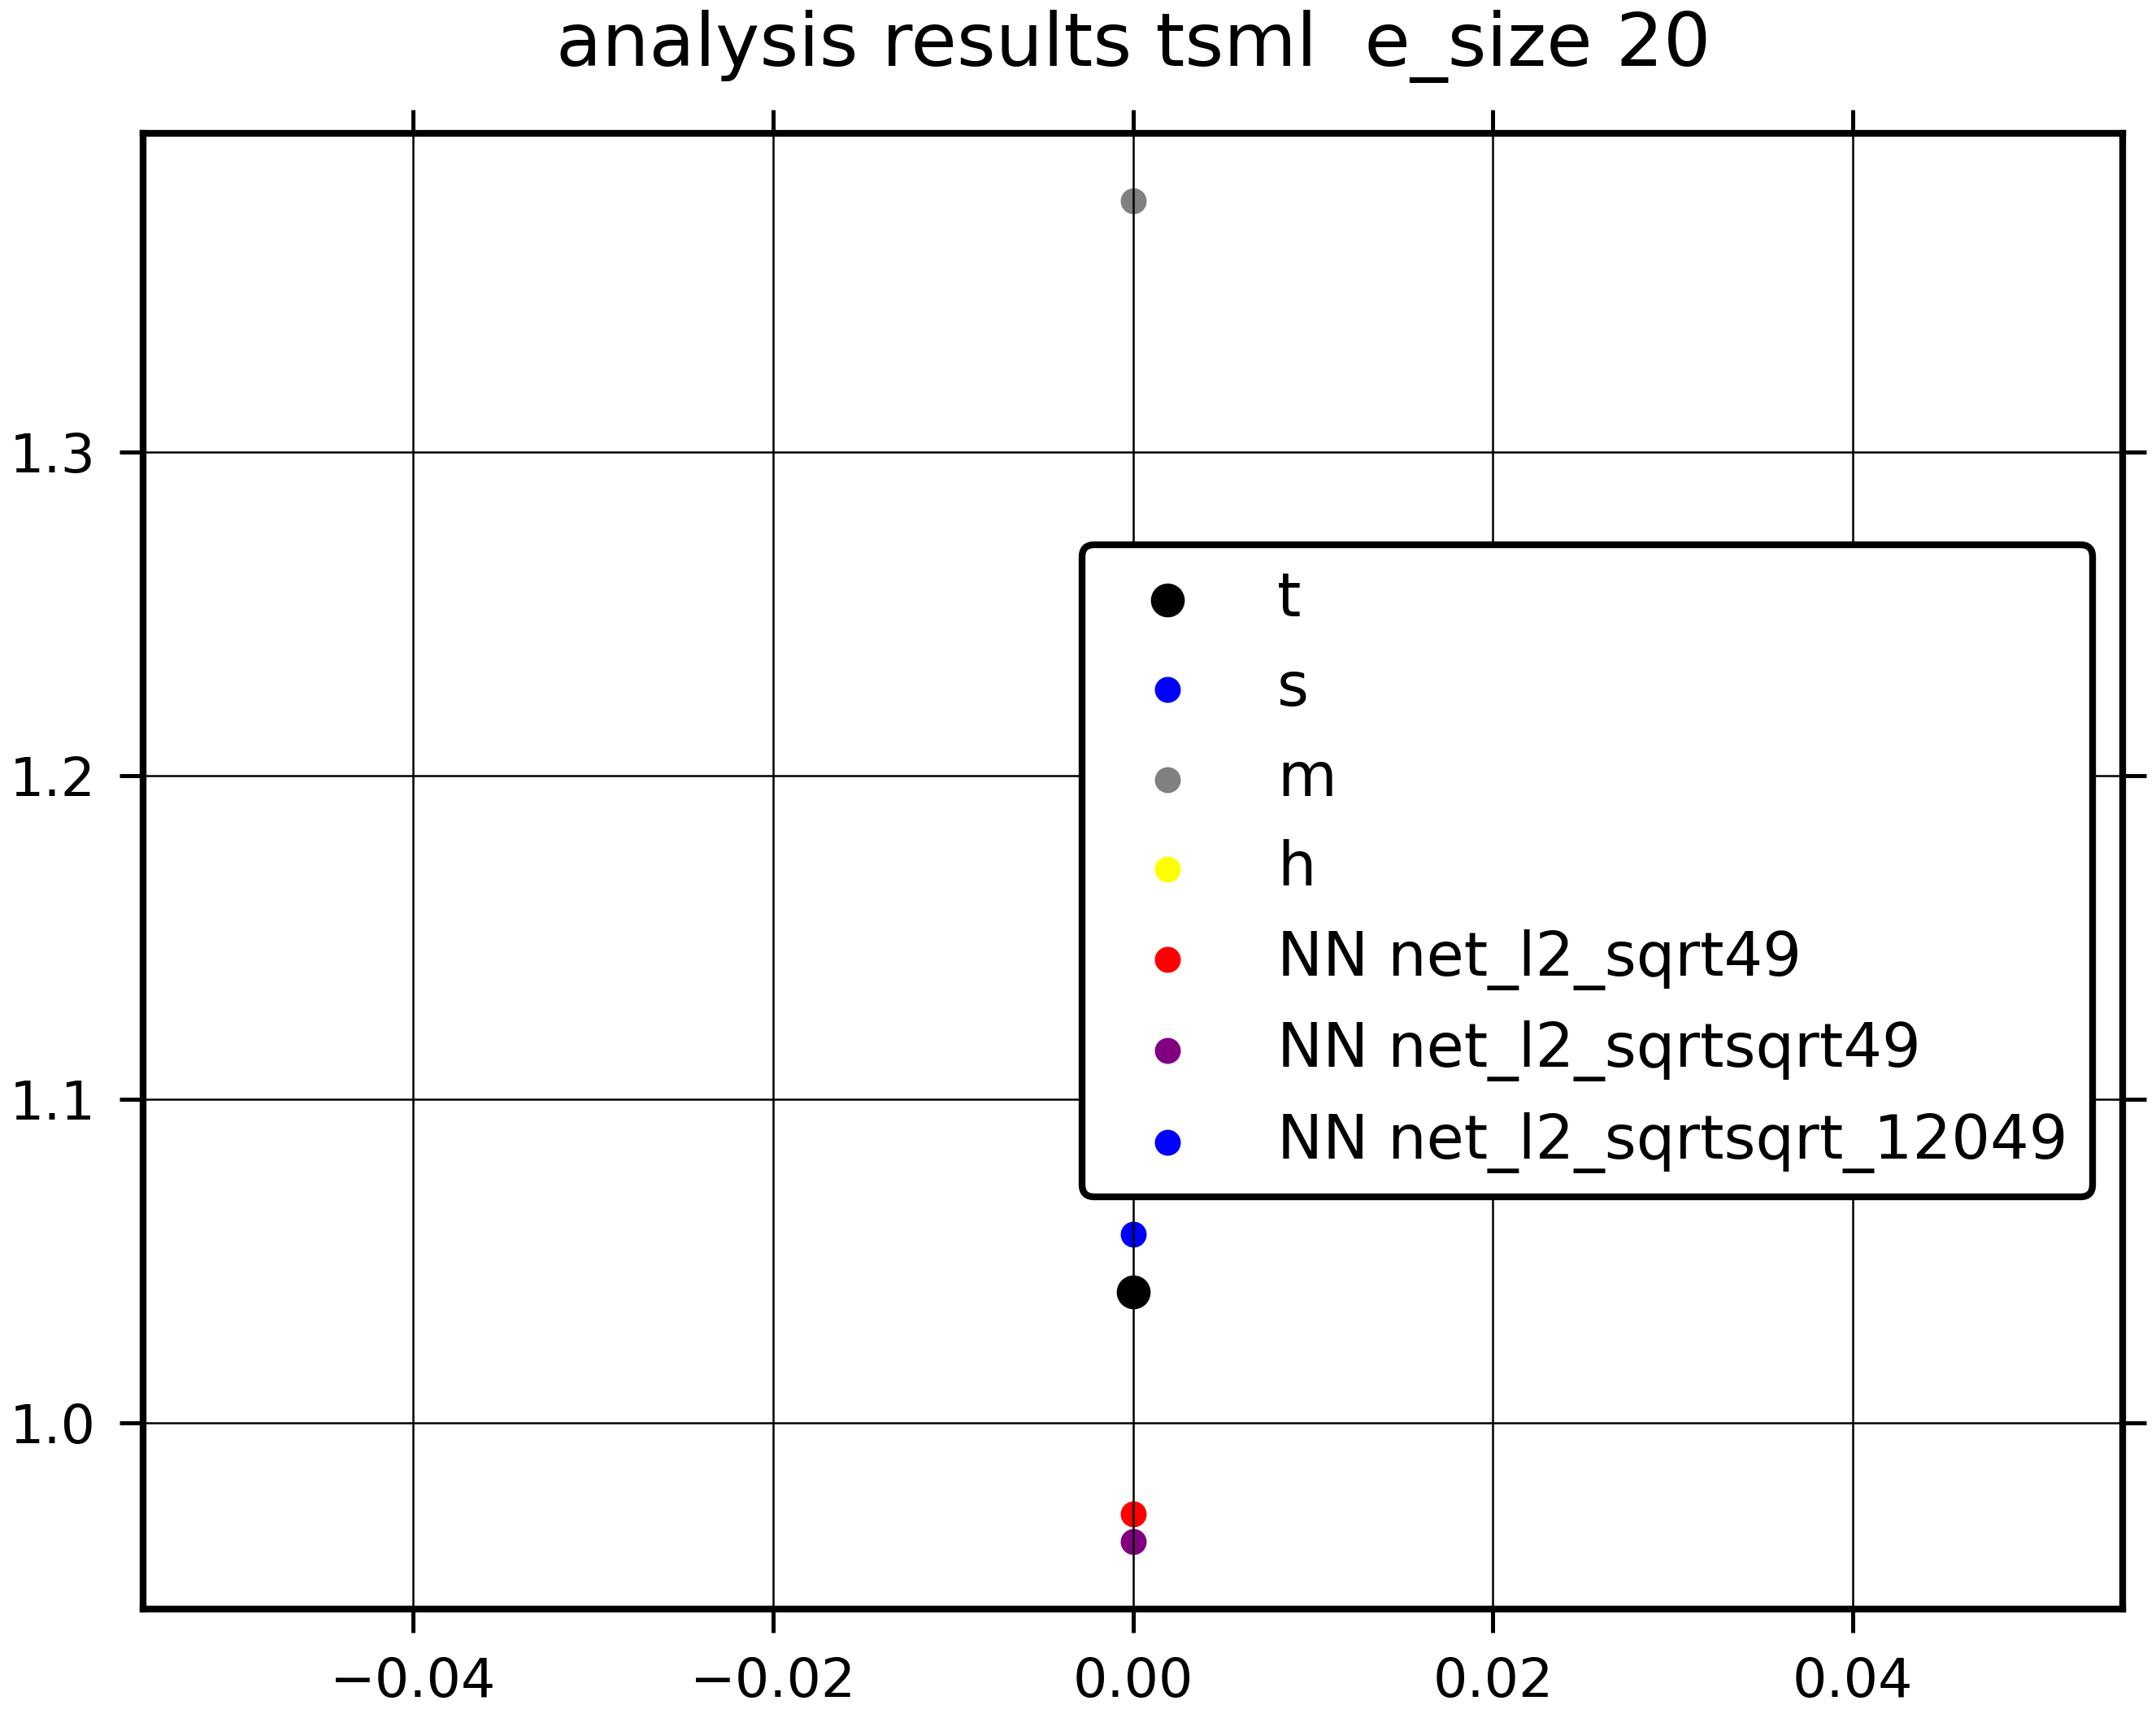 analysis results tsml  e_size 20
1.3
1.2
1.1
1.0
t
s
m
h
NN net_l2_sqrt49
NN net_l2_sqrtsqrt49
NN net_l2_sqrtsqrt_12049
−0.04
−0.02
0.00
0.02
0.04